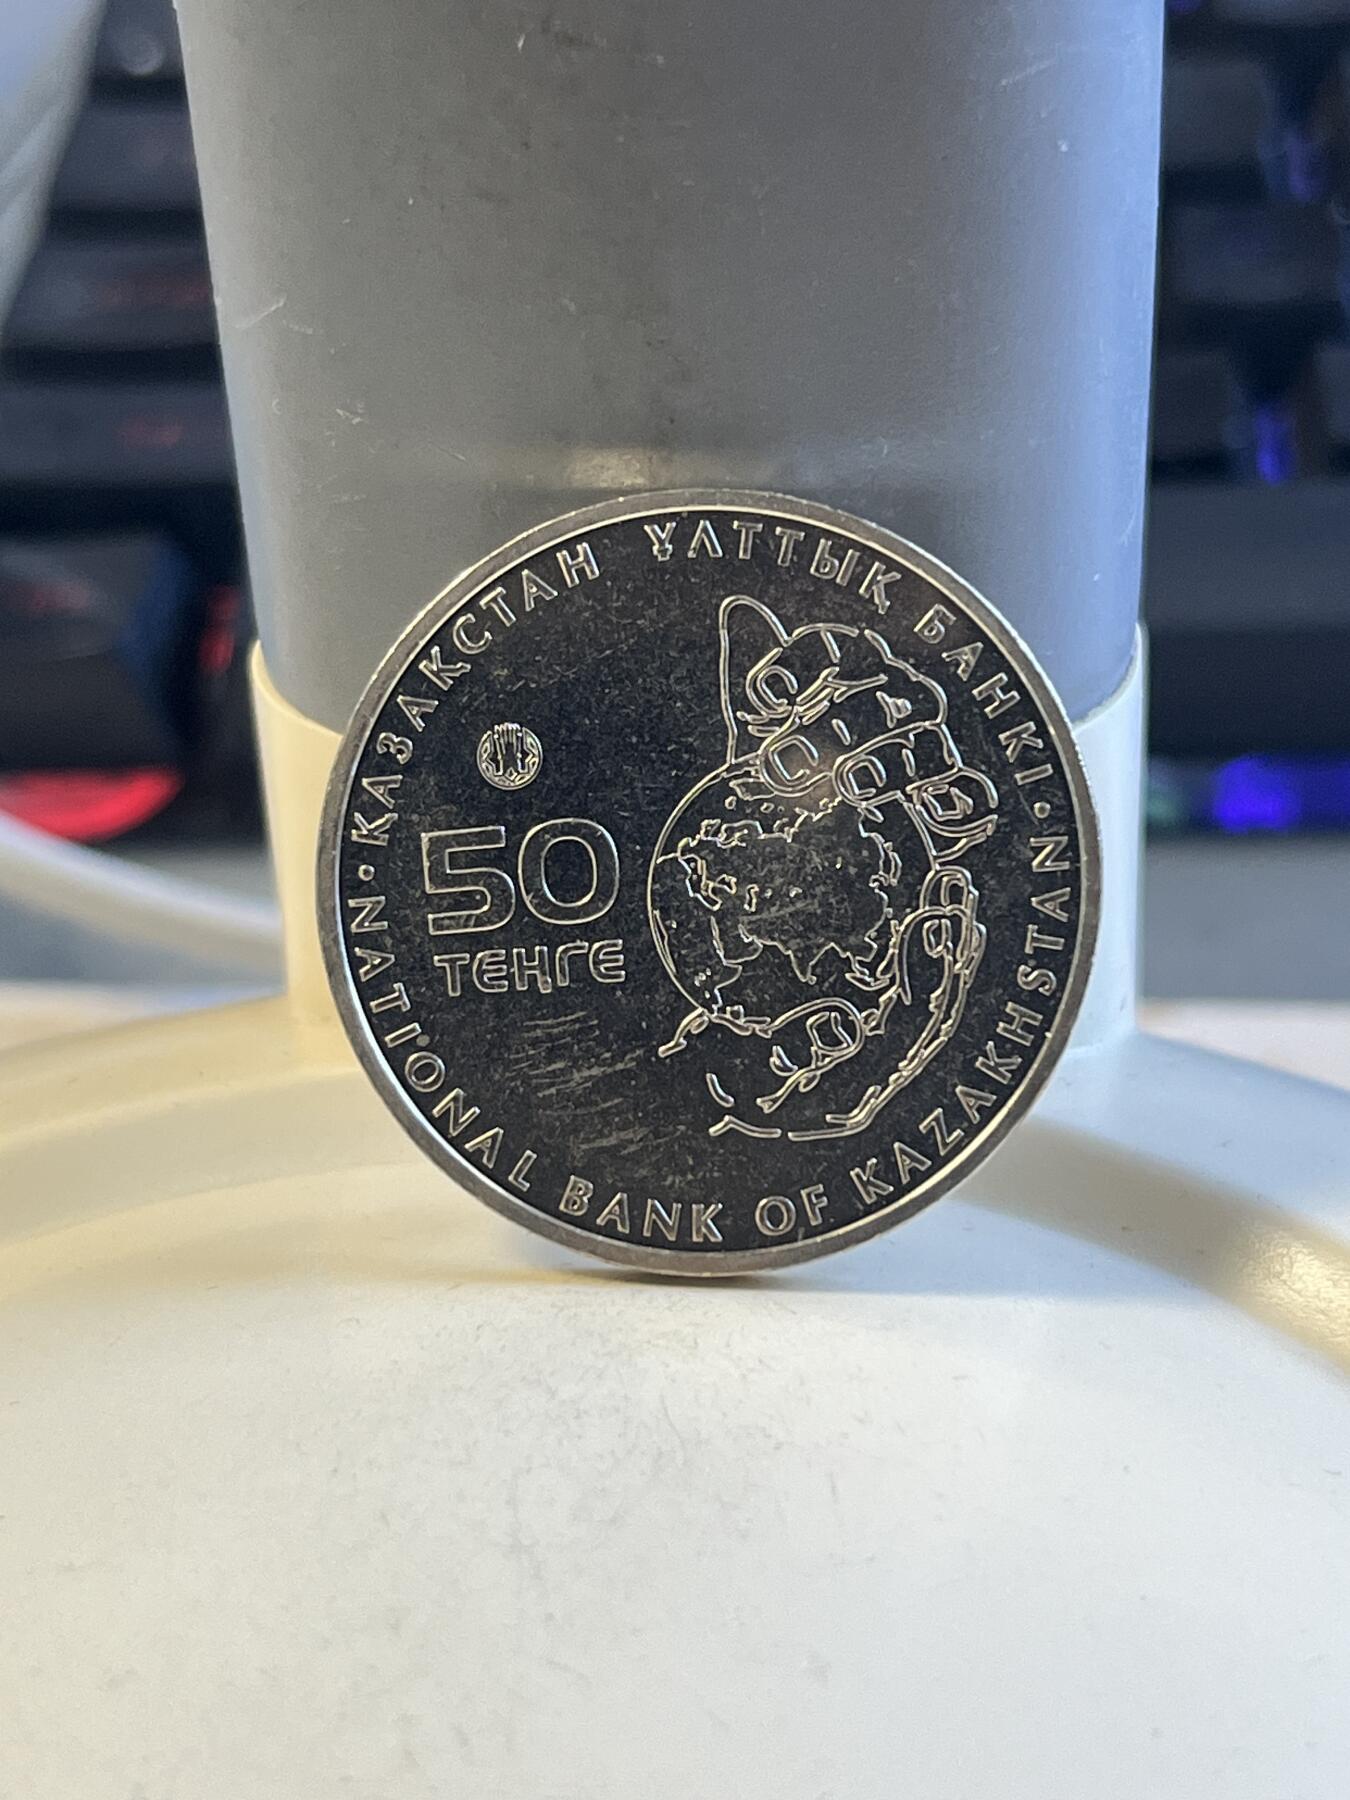 ҚАЗАҚСТАН ҰЛТТЫҚ БАНКІ
50
ТЕҢГЕ
NATIONAL BANK OF KAZAKHSTAN